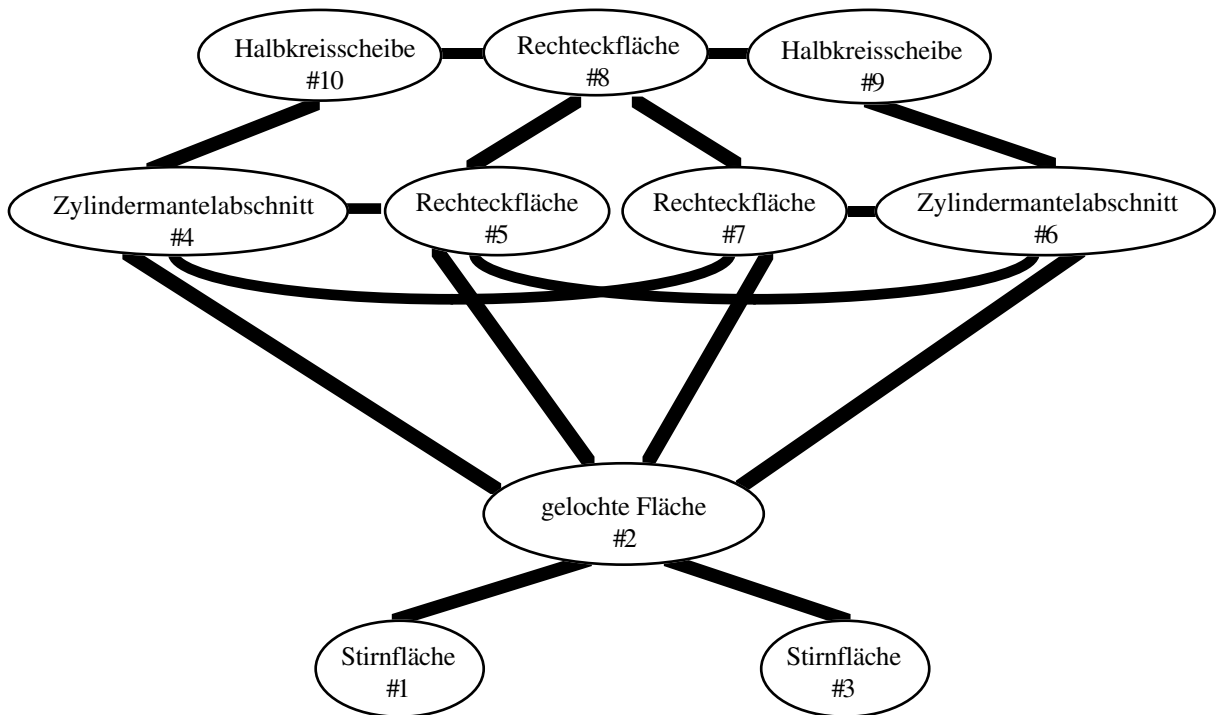 Halbkreisscheibe
#10
Rechteckfläche
#8
Halbkreisscheibe
#9
Zylindermantelabschnitt
#4
Rechteckfläche
#5
Rechteckfläche
#7
Zylindermantelabschnitt
#6
gelochte Fläche
#2
Stirnfläche
#1
Stirnfläche
#3